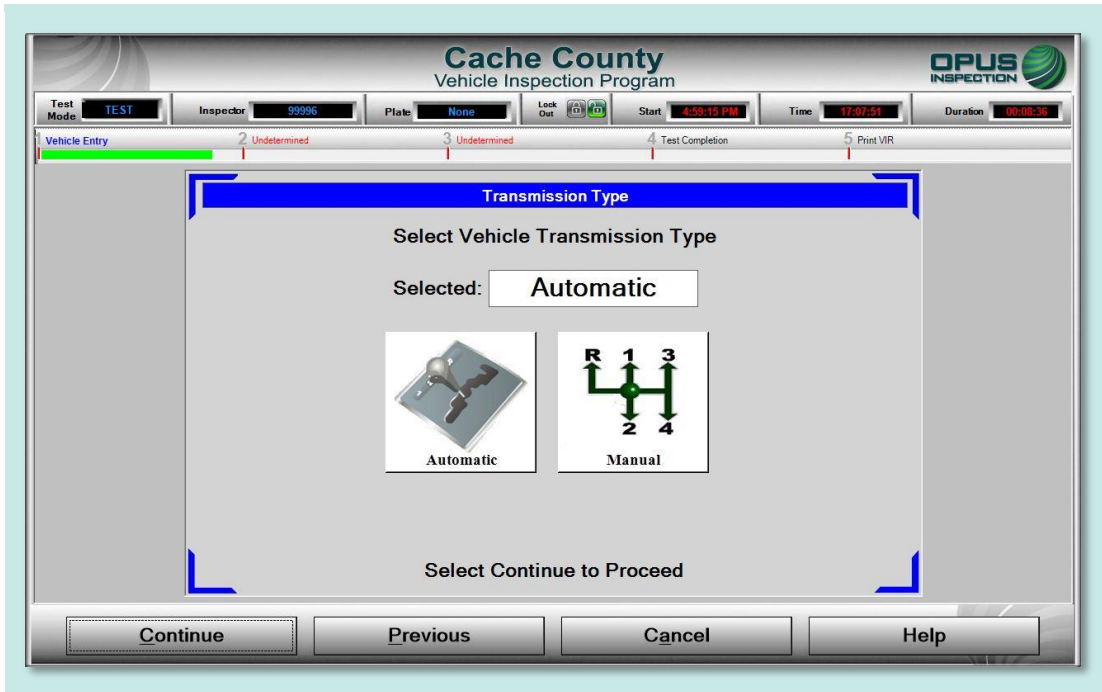 Cache County
Vehicle Inspection Program
OPUS
INSPECTION
Test Mode TEST Inspector 99996 Plate None Lock Out Start 4:59:15 PM Time 17:07:51 Duration 00:08:36
1 Vehicle Entry 2 Undetermined 3 Undetermined 4 Test Completion 5 Print VIR
Transmission Type
Select Vehicle Transmission Type
Selected: Automatic
R 1 3
2 4
Automatic Manual
Select Continue to Proceed
Continue Previous Cancel Help